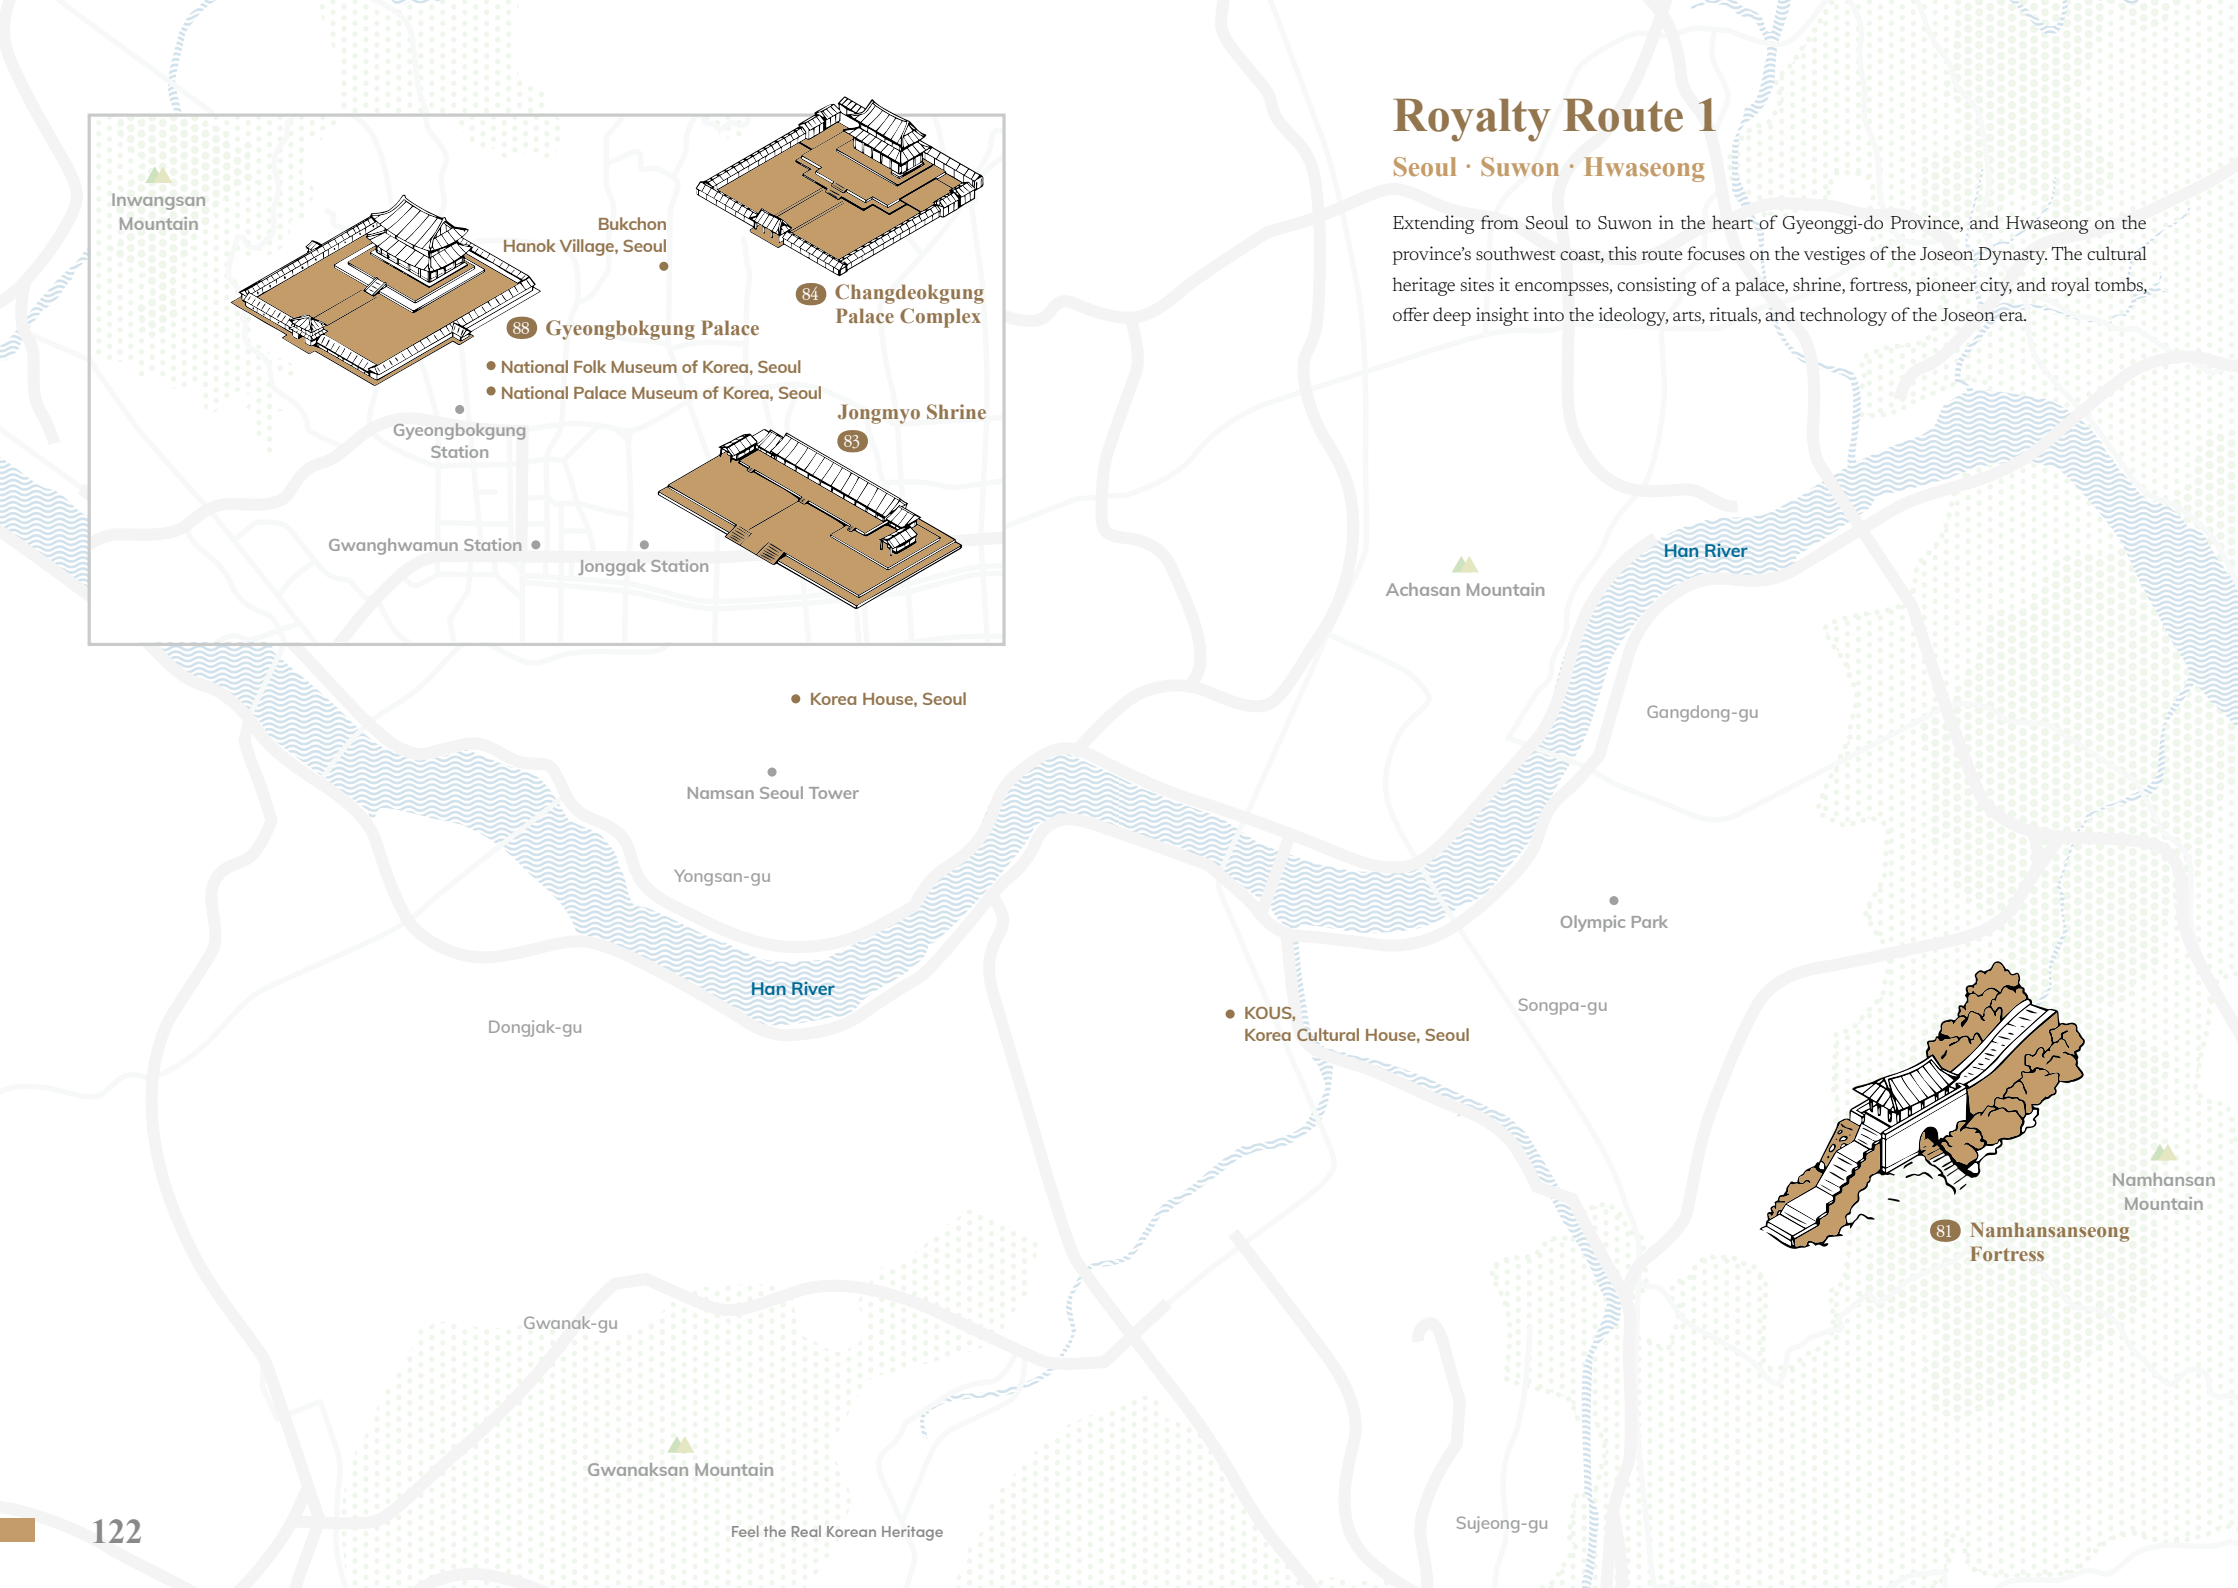 Royalty Route 1
Seoul · Suwon · Hwaseong
Extending from Seoul to Suwon in the heart of Gyeonggi-do Province, and Hwaseong on the
province's southwest coast, this route focuses on the vestiges of the Joseon Dynasty. The cultural
heritage sites it encompsses, consisting of a palace, shrine, fortress, pioneer city, and royal tombs,
offer deep insight into the ideology, arts, rituals, and technology of the Joseon era.
Inwangsan
Mountain
Bukchon
Hanok Village, Seoul
84 Changdeokgung
Palace Complex
88 Gyeongbokgung Palace
National Folk Museum of Korea, Seoul
National Palace Museum of Korea, Seoul
Jongmyo Shrine
83
Gyeongbokgung
Station
Gwanghwamun Station
Jonggak Station
Han River
Achasan Mountain
Korea House, Seoul
Gangdong-gu
Namsan Seoul Tower
Yongsan-gu
Olympic Park
Han River
Songpa-gu
KOUS,
Korea Cultural House, Seoul
Dongjak-gu
Namhansan
Mountain
81 Namhansanseong
Fortress
Gwanak-gu
Gwanaksan Mountain
Sujeong-gu
122
Feel the Real Korean Heritage